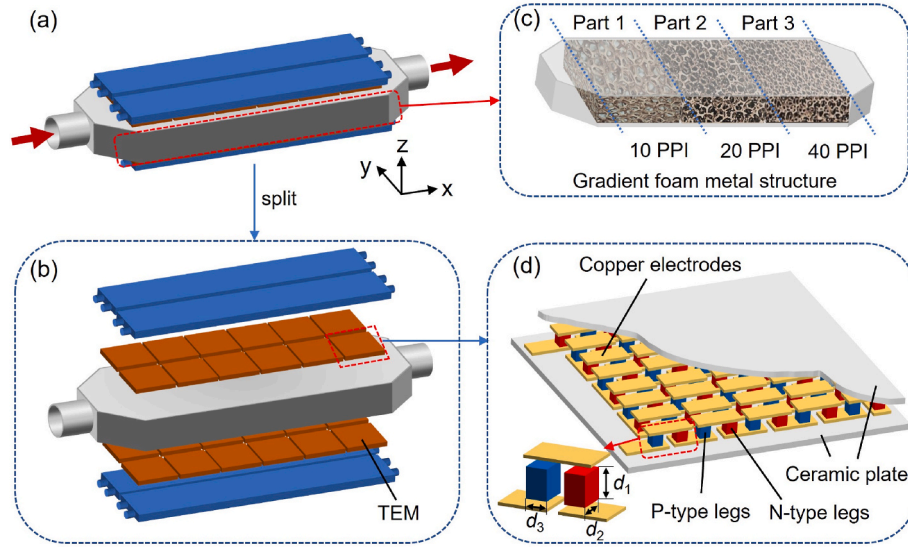 (a)
z
y
x
split
(c)
Part 1 Part 2 Part 3
10 PPI 20 PPI 40 PPI
Gradient foam metal structure
(b)
TEM
(d)
Copper electrodes
Ceramic plate
P-type legs
N-type legs
d1
d3
d2